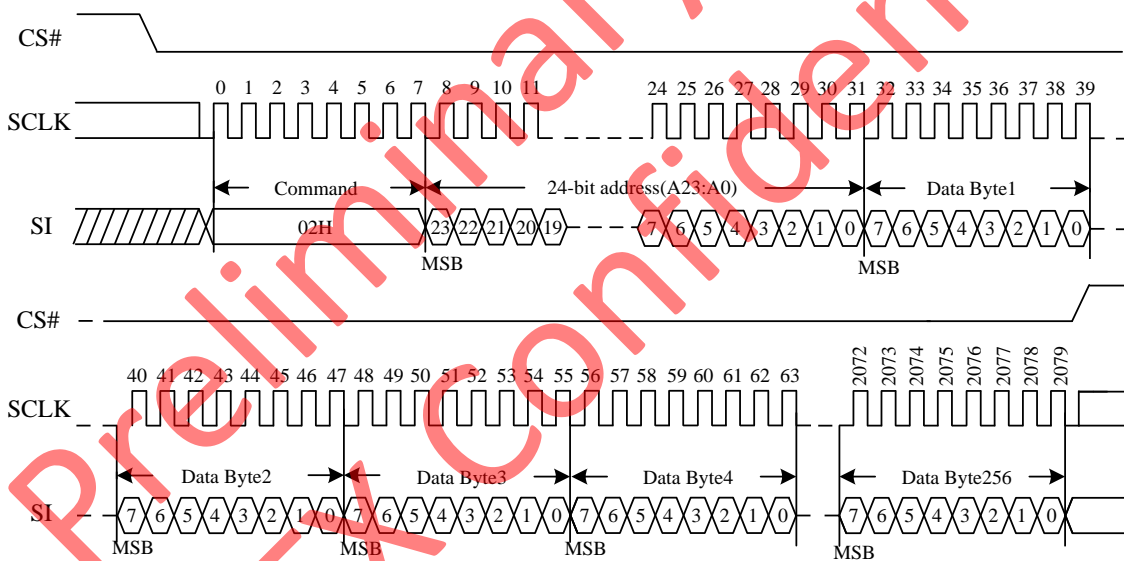 CS#
0 1 2 3 4 5 6 7 8 9 10 11 24 25 26 27 28 29 30 31 32 33 34 35 36 37 38 39
SCLK
Command 24-bit address(A23:A0) Data Byte1
SI 02H 23 22 21 20 19 7 6 5 4 3 2 1 0 7 6 5 4 3 2 1 0
MSB MSB
CS#
40 41 42 43 44 45 46 47 48 49 50 51 52 53 54 55 56 57 58 59 60 61 62 63 2072 2073 2074 2075 2076 2077 2078 2079
SCLK
Data Byte2 Data Byte3 Data Byte4 Data Byte256
SI 7 6 5 4 3 2 1 0 7 6 5 4 3 2 1 0 7 6 5 4 3 2 1 0 7 6 5 4 3 2 1 0
MSB MSB MSB MSB
Preliminary